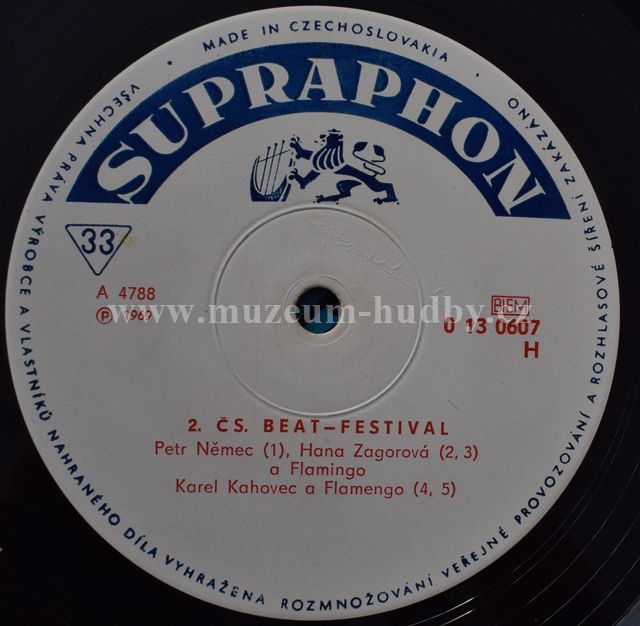 MADE IN CZECHOSLOVAKIA
SUPRAPHON
33
A 4788
℗ 1969
BIEM
0 13 0607
H
www.muzeum-hudby.cz
2. ČS. BEAT–FESTIVAL
Petr Němec (1), Hana Zagorová (2, 3)
a Flamingo
Karel Kahovec a Flamengo (4, 5)
VŠECHNA PRÁVA VÝROBCE A VLASTNÍKŮ NAHRANÉHO DÍLA VYHRAŽENA ROZMNOŽOVÁNÍ VEŘEJNÉ PROVOZOVÁNÍ A ROZHLASOVÉ ŠÍŘENÍ ZAKÁZÁNO